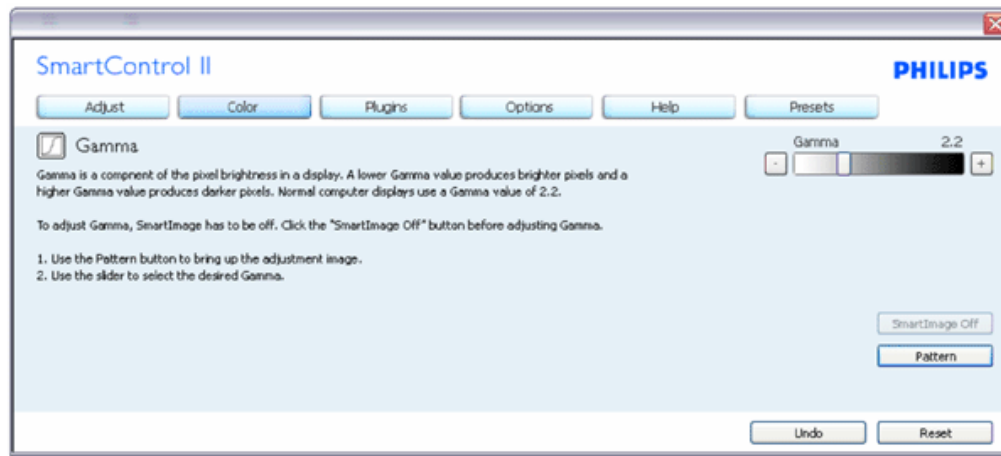 SmartControl II
PHILIPS
Adjust
Color
Plugins
Options
Help
Presets
Gamma
Gamma 2.2
- +
Gamma is a compnent of the pixel brightness in a display. A lower Gamma value produces brighter pixels and a
higher Gamma value produces darker pixels. Normal computer displays use a Gamma value of 2.2.
To adjust Gamma, SmartImage has to be off. Click the "SmartImage Off" button before adjusting Gamma.
1. Use the Pattern button to bring up the adjustment image.
2. Use the slider to select the desired Gamma.
SmartImage Off
Pattern
Undo
Reset